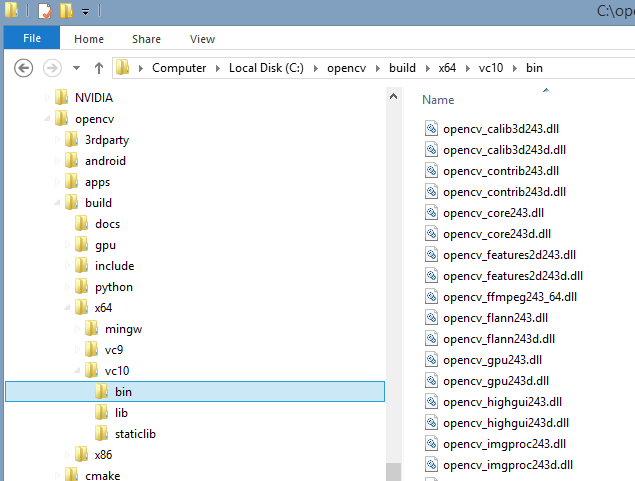 C:\ope
File Home Share View
Computer Local Disk (C:) opencv build x64 vc10 bin
NVIDIA
opencv
3rdparty
android
apps
build
docs
gpu
include
python
x64
mingw
vc9
vc10
bin
lib
staticlib
x86
cmake
Name
opencv_calib3d243.dll
opencv_calib3d243d.dll
opencv_contrib243.dll
opencv_contrib243d.dll
opencv_core243.dll
opencv_core243d.dll
opencv_features2d243.dll
opencv_features2d243d.dll
opencv_ffmpeg243_64.dll
opencv_flann243.dll
opencv_flann243d.dll
opencv_gpu243.dll
opencv_gpu243d.dll
opencv_highgui243.dll
opencv_highgui243d.dll
opencv_imgproc243.dll
opencv_imgproc243d.dll